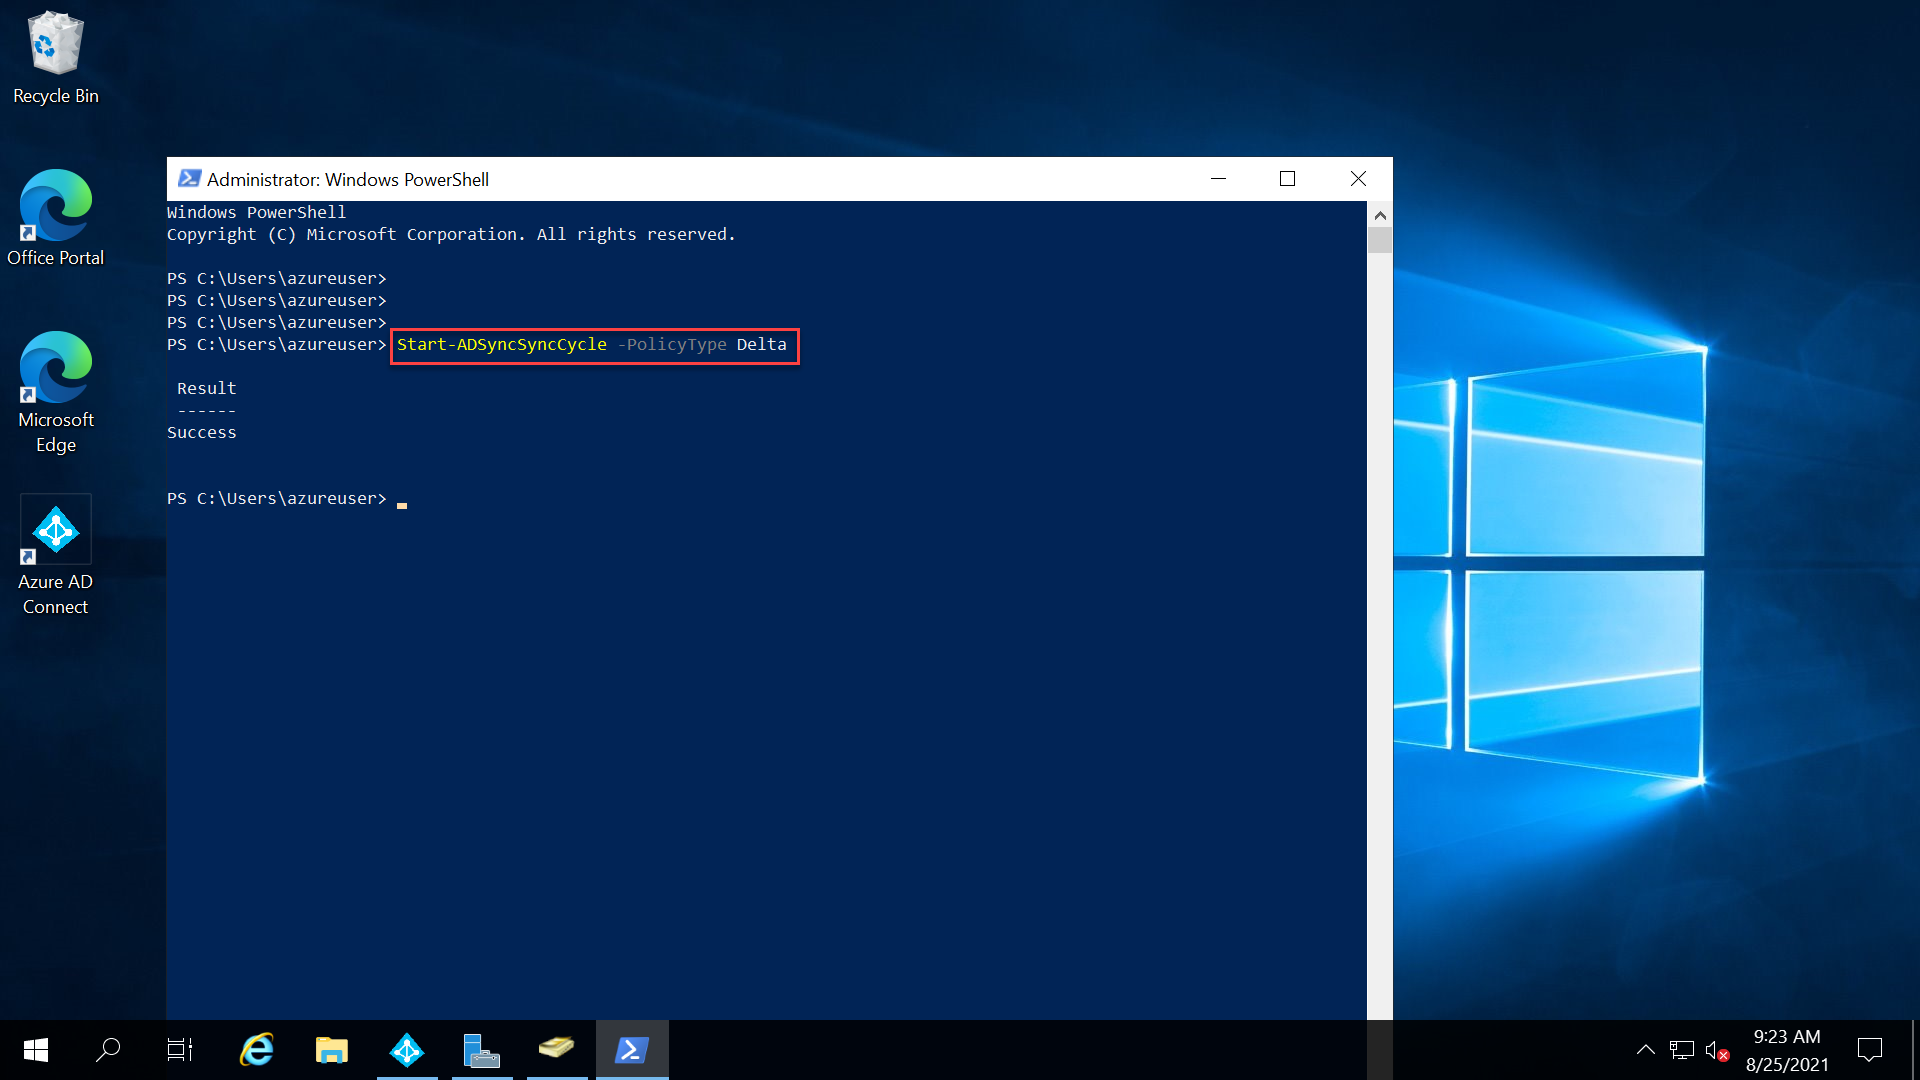 Recycle Bin
Office Portal
Microsoft
Edge
Azure AD
Connect
Administrator: Windows PowerShell
Windows PowerShell
Copyright (C) Microsoft Corporation. All rights reserved.
PS C:\Users\azureuser>
PS C:\Users\azureuser>
PS C:\Users\azureuser>
PS C:\Users\azureuser> Start-ADSyncSyncCycle -PolicyType Delta
Result
------
Success
PS C:\Users\azureuser>
9:23 AM
8/25/2021